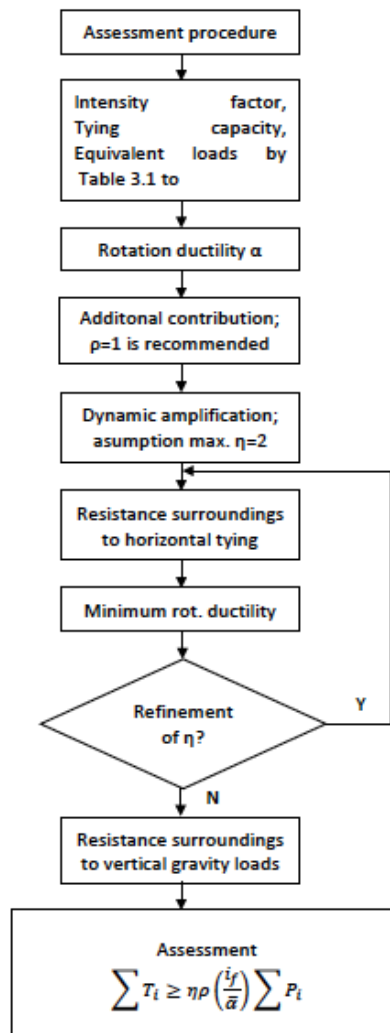 Assessment procedure
Intensity factor,
Tying capacity,
Equivalent loads by
Table 3.1 to
Rotation ductility α
Additonal contribution;
ρ=1 is recommended
Dynamic amplification;
asumption max. η=2
Resistance surroundings
to horizontal tying
Minimum rot. ductility
Refinement
of η?
Y
N
Resistance surroundings
to vertical gravity loads
Assessment
∑ Tᵢ ≥ ηρ (i_f / ᾱ) ∑ Pᵢ